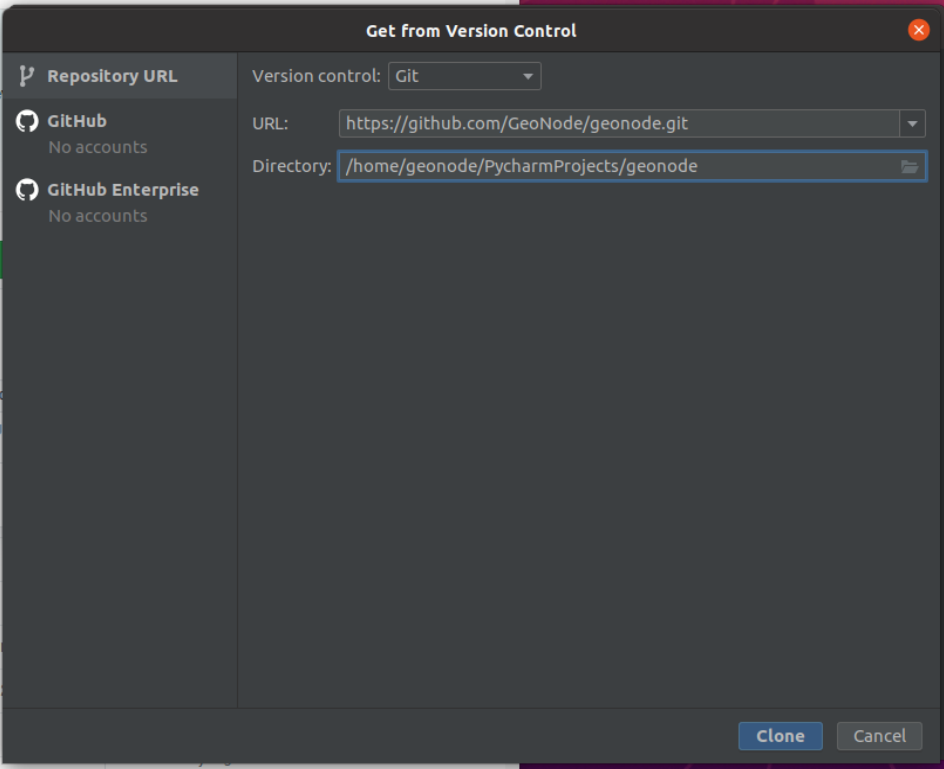 Get from Version Control
Repository URL
GitHub
No accounts
GitHub Enterprise
No accounts
Version control: Git
URL: https://github.com/GeoNode/geonode.git
Directory: /home/geonode/PycharmProjects/geonode
Clone Cancel